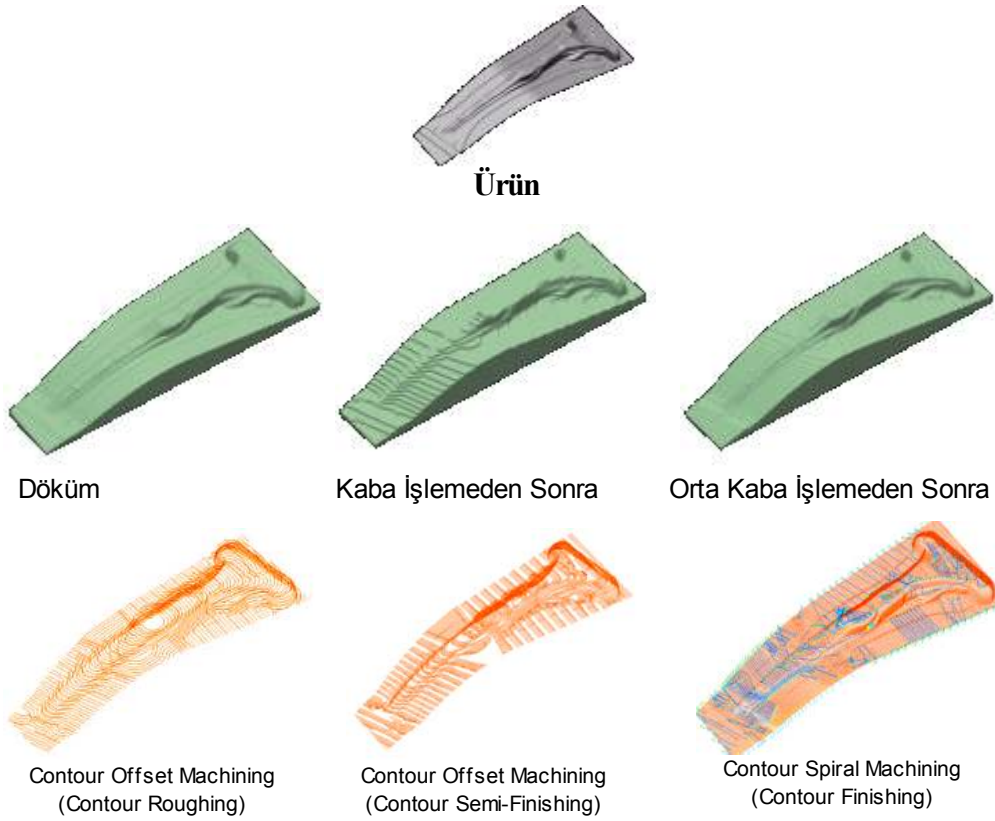 Ürün
Döküm
Kaba İşlemeden Sonra
Orta Kaba İşlemeden Sonra
Contour Offset Machining
(Contour Roughing)
Contour Offset Machining
(Contour Semi-Finishing)
Contour Spiral Machining
(Contour Finishing)